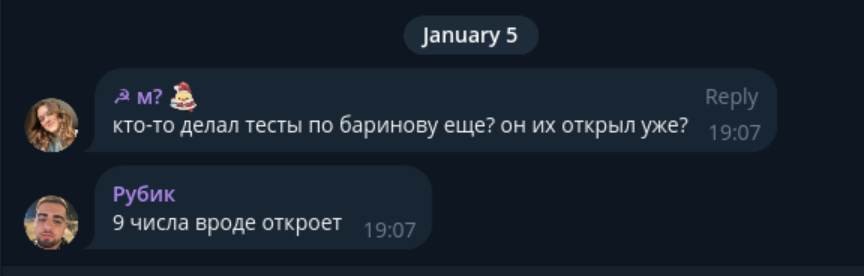 January 5
☭ м? 🎅
Reply
кто-то делал тесты по баринову еще? он их открыл уже?
19:07
Рубик
9 числа вроде откроет
19:07